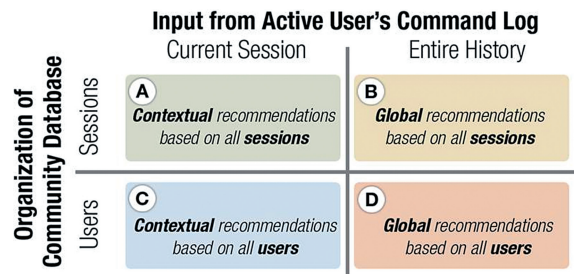 Input from Active User's Command Log
Current Session
Entire History
Organization of
Community Database
Sessions
Users
A
Contextual recommendations
based on all sessions
B
Global recommendations
based on all sessions
C
Contextual recommendations
based on all users
D
Global recommendations
based on all users